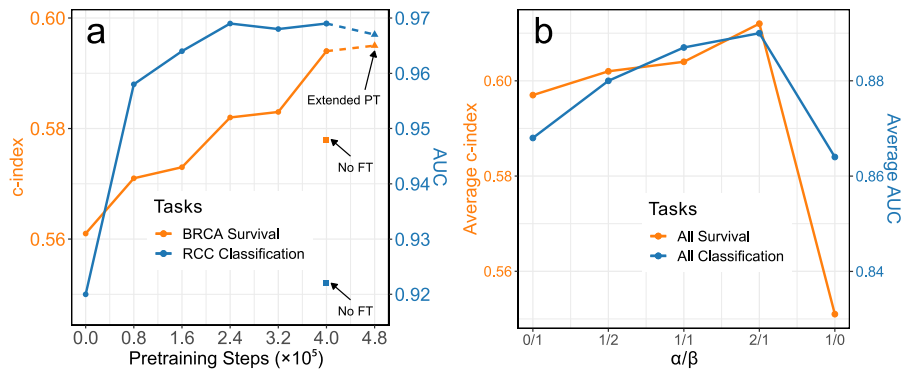 a
0.60
0.58
0.56
c-index
0.97
0.96
0.95
0.94
0.93
0.92
AUC
Extended PT
No FT
No FT
Tasks
BRCA Survival
RCC Classification
0.0 0.8 1.6 2.4 3.2 4.0 4.8
Pretraining Steps (×10⁵)
b
0.60
0.58
0.56
Average c-index
0.88
0.86
0.84
Average AUC
Tasks
All Survival
All Classification
0/1 1/2 1/1 2/1 1/0
α/β